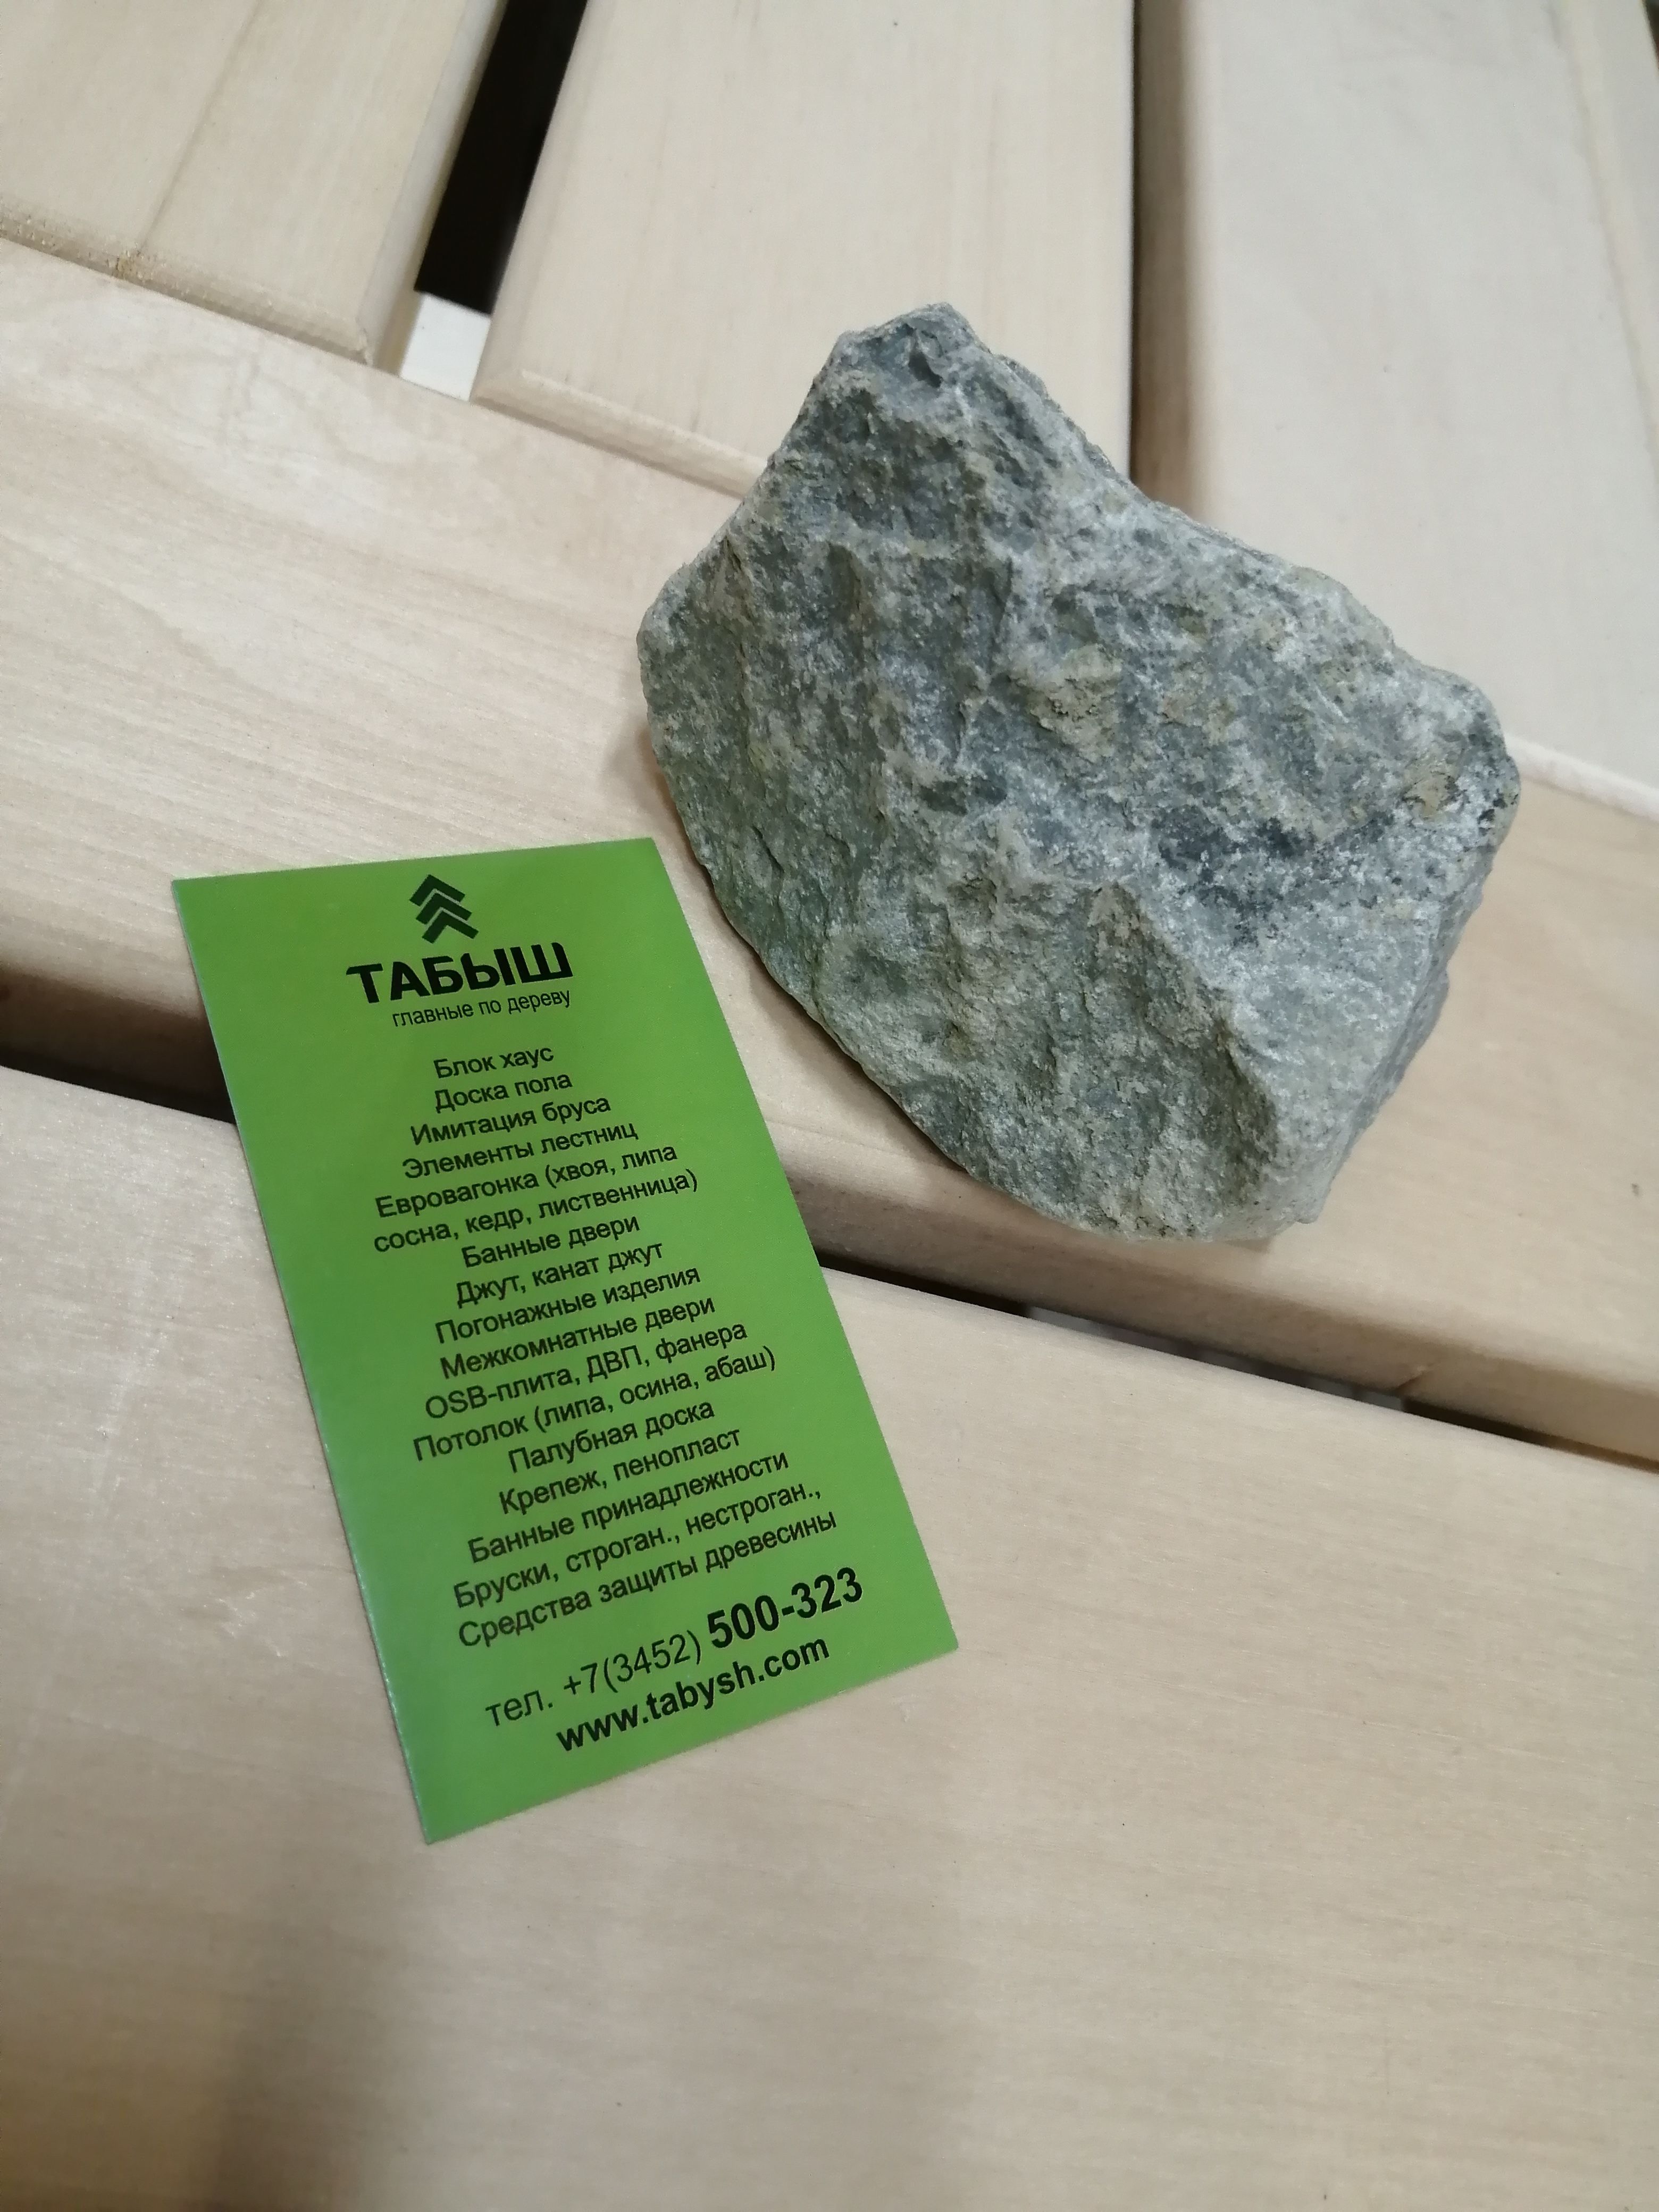 ТАБЫШ
главные по дереву
Блок хаус
Доска пола
Имитация бруса
Элементы лестниц
Евровагонка (хвоя, липа
сосна, кедр, лиственница)
Банные двери
Джут, канат джут
Погонажные изделия
Межкомнатные двери
OSB-плита, ДВП, фанера
Потолок (липа, осина, абаш)
Палубная доска
Крепеж, пенопласт
Банные принадлежности
Бруски, строган., нестроган.,
Средства защиты древесины
тел. +7(3452) 500-323
www.tabysh.com